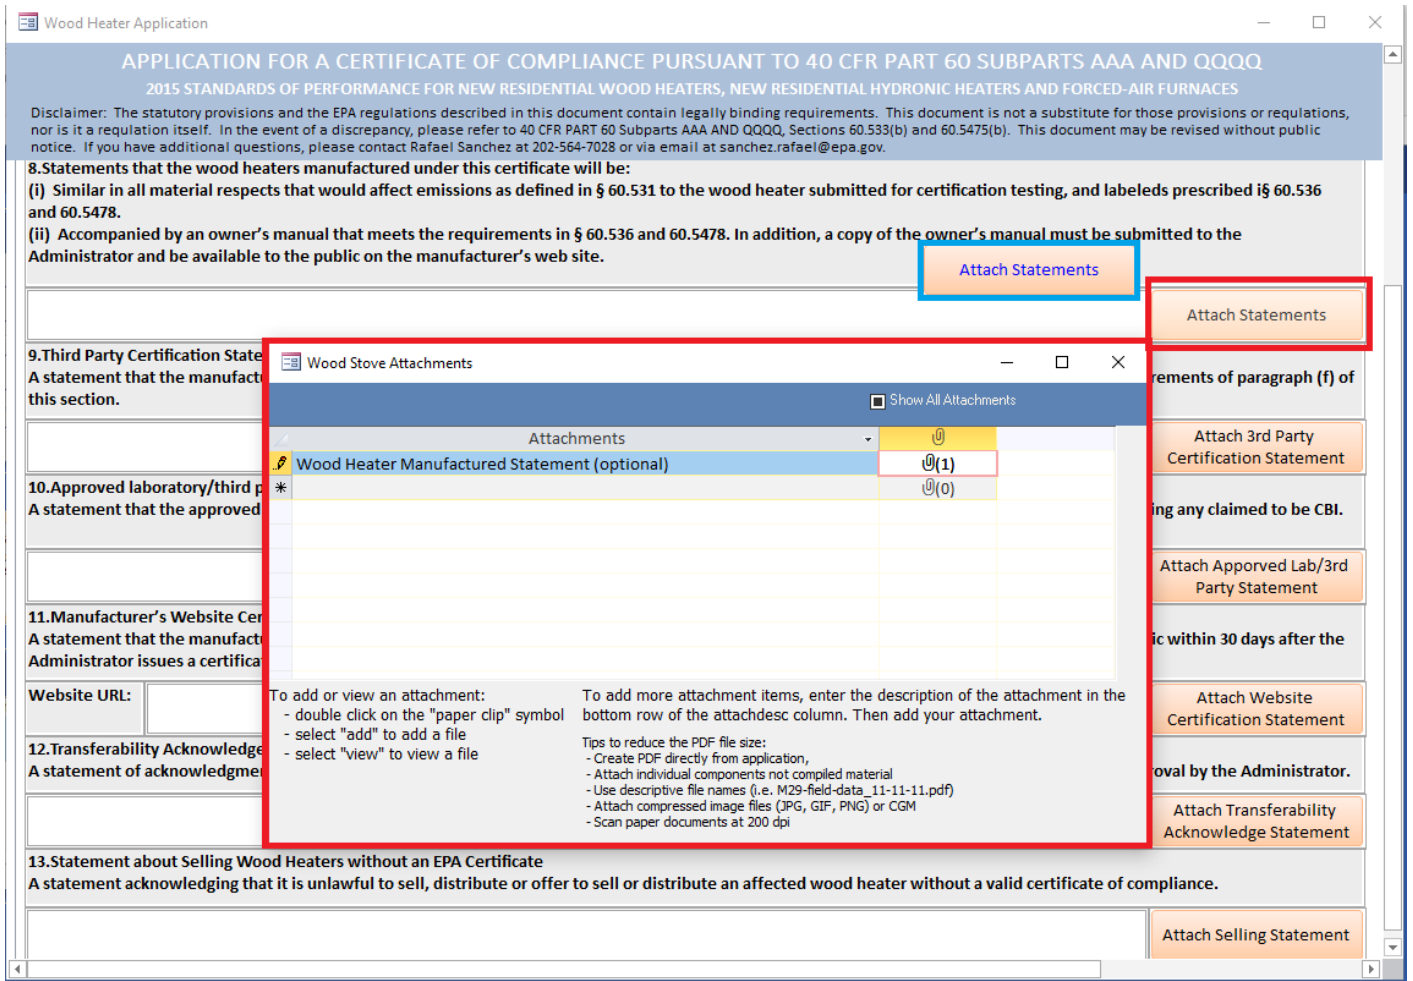 Wood Heater Application
APPLICATION FOR A CERTIFICATE OF COMPLIANCE PURSUANT TO 40 CFR PART 60 SUBPARTS AAA AND QQQQ
2015 STANDARDS OF PERFORMANCE FOR NEW RESIDENTIAL WOOD HEATERS, NEW RESIDENTIAL HYDRONIC HEATERS AND FORCED-AIR FURNACES
Disclaimer: The statutory provisions and the EPA regulations described in this document contain legally binding requirements. This document is not a substitute for those provisions or regulations,
nor is it a regulation itself. In the event of a discrepancy, please refer to 40 CFR PART 60 Subparts AAA AND QQQQ, Sections 60.533(b) and 60.5475(b). This document may be revised without public
notice. If you have additional questions, please contact Rafael Sanchez at 202-564-7028 or via email at sanchez.rafael@epa.gov.
8.Statements that the wood heaters manufactured under this certificate will be:
(i) Similar in all material respects that would affect emissions as defined in § 60.531 to the wood heater submitted for certification testing, and labeleds prescribed i§ 60.536
and 60.5478.
(ii) Accompanied by an owner's manual that meets the requirements in § 60.536 and 60.5478. In addition, a copy of the owner's manual must be submitted to the
Administrator and be available to the public on the manufacturer's web site.
Attach Statements
Attach Statements
9.Third Party Certification State
A statement that the manufactu
rements of paragraph (f) of
this section.
Attach 3rd Party
Certification Statement
10.Approved laboratory/third p
A statement that the approved
ing any claimed to be CBI.
Attach Apporved Lab/3rd
Party Statement
11.Manufacturer's Website Cer
A statement that the manufactu
ic within 30 days after the
Administrator issues a certifica
Website URL:
Attach Website
Certification Statement
12.Transferability Acknowledge
A statement of acknowledgmen
roval by the Administrator.
Attach Transferability
Acknowledge Statement
Wood Stove Attachments
Show All Attachments
Attachments
Wood Heater Manufactured Statement (optional)
(1)
(0)
To add or view an attachment:
- double click on the "paper clip" symbol
- select "add" to add a file
- select "view" to view a file
To add more attachment items, enter the description of the attachment in the
bottom row of the attachdesc column. Then add your attachment.
Tips to reduce the PDF file size:
- Create PDF directly from application,
- Attach individual components not compiled material
- Use descriptive file names (i.e. M29-field-data_11-11-11.pdf)
- Attach compressed image files (JPG, GIF, PNG) or CGM
- Scan paper documents at 200 dpi
13.Statement about Selling Wood Heaters without an EPA Certificate
A statement acknowledging that it is unlawful to sell, distribute or offer to sell or distribute an affected wood heater without a valid certificate of compliance.
Attach Selling Statement